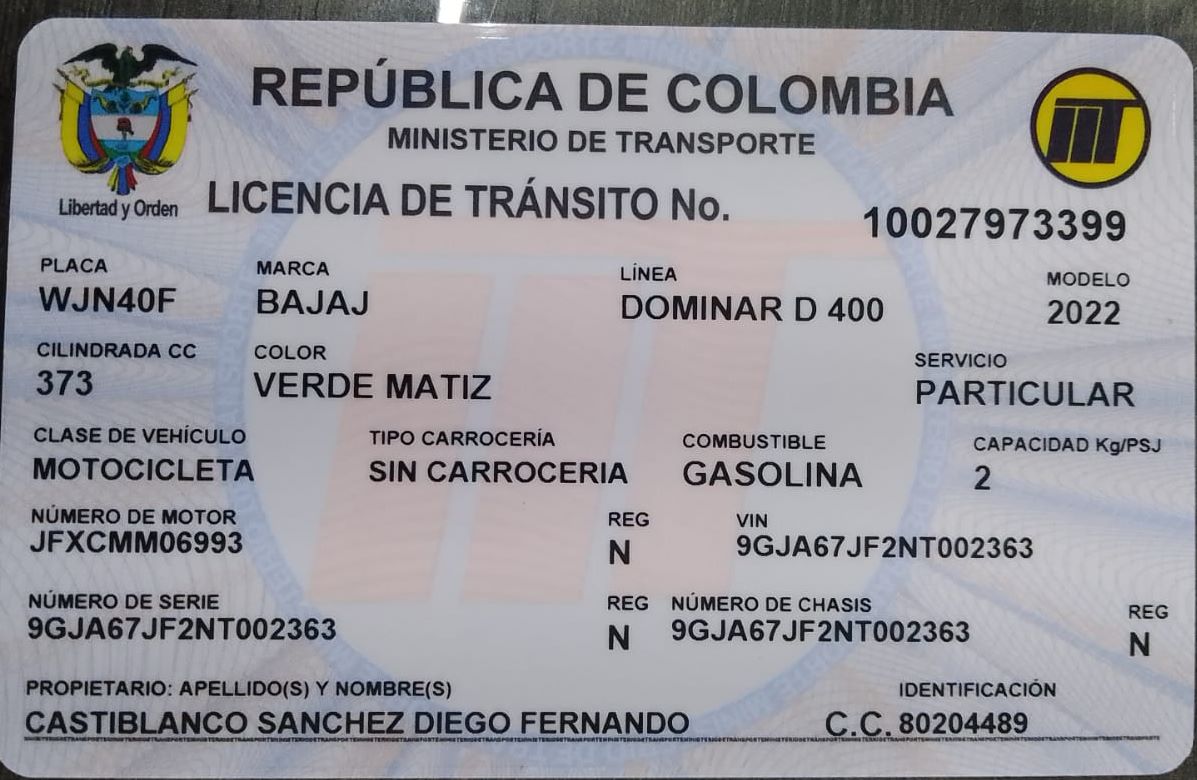 REPÚBLICA DE COLOMBIA
MINISTERIO DE TRANSPORTE
Libertad y Orden
LICENCIA DE TRÁNSITO No. 10027973399
PLACA MARCA LÍNEA MODELO
WJN40F BAJAJ DOMINAR D 400 2022
CILINDRADA CC COLOR SERVICIO
373 VERDE MATIZ PARTICULAR
CLASE DE VEHÍCULO TIPO CARROCERÍA COMBUSTIBLE CAPACIDAD Kg/PSJ
MOTOCICLETA SIN CARROCERIA GASOLINA 2
NÚMERO DE MOTOR REG VIN
JFXCMM06993 N 9GJA67JF2NT002363
NÚMERO DE SERIE REG NÚMERO DE CHASIS REG
9GJA67JF2NT002363 N 9GJA67JF2NT002363 N
PROPIETARIO: APELLIDO(S) Y NOMBRE(S) IDENTIFICACIÓN
CASTIBLANCO SANCHEZ DIEGO FERNANDO C.C. 80204489